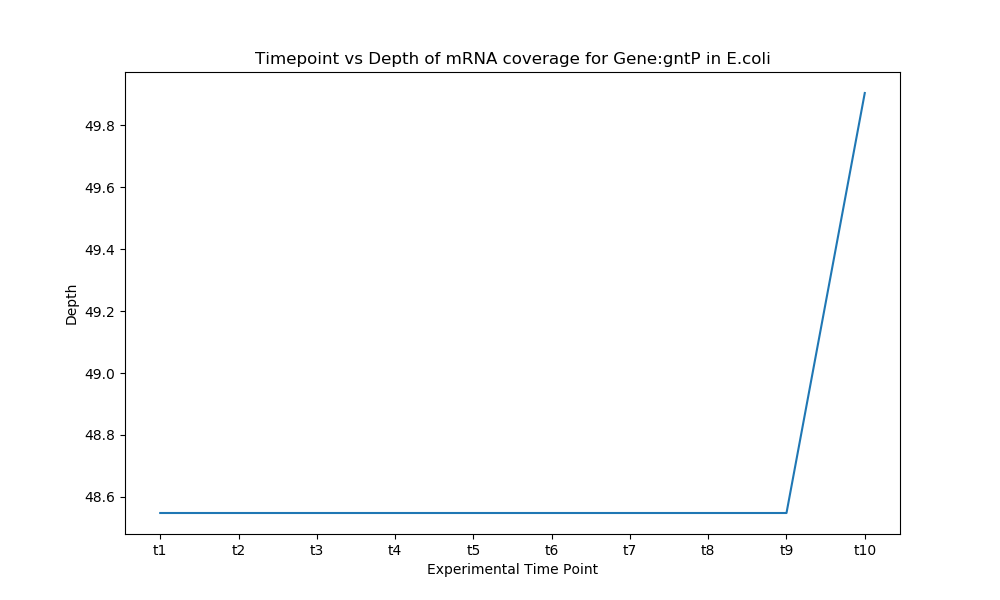 Timepoint vs Depth of mRNA coverage for Gene:gntP in E.coli
49.8
49.6
49.4
49.2
49.0
48.8
48.6
Depth
t1 t2 t3 t4 t5 t6 t7 t8 t9 t10
Experimental Time Point